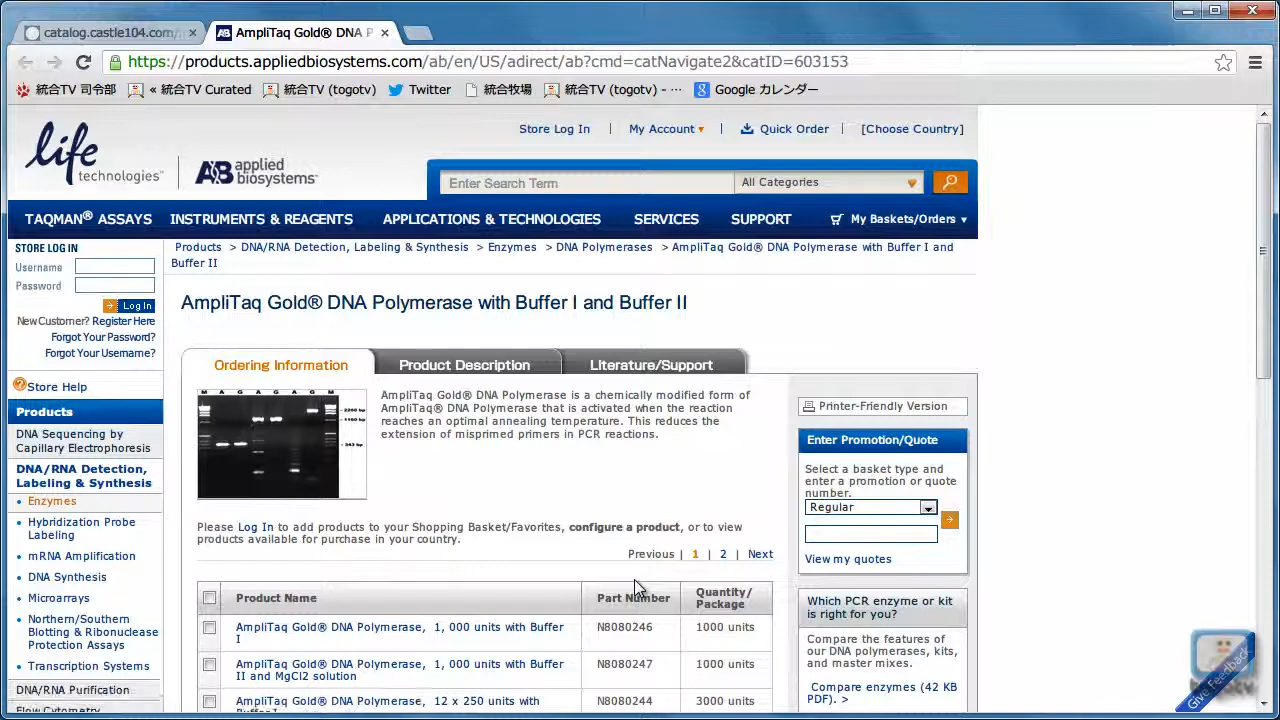 catalog.castle104.com/
AmpliTaq Gold® DNA P
https://products.appliedbiosystems.com/ab/en/US/adirect/ab?cmd=catNavigate2&catID=603153
統合TV 司令部
« 統合TV Curated
統合TV (togotv)
Twitter
統合牧場
統合TV (togotv) - ···
Google カレンダー
life
technologies™
AB applied
biosystems™
Store Log In | My Account | Quick Order | [Choose Country]
Enter Search Term
All Categories
TAQMAN® ASSAYS
INSTRUMENTS & REAGENTS
APPLICATIONS & TECHNOLOGIES
SERVICES
SUPPORT
My Baskets/Orders
STORE LOG IN
Username
Password
Log In
New Customer? Register Here
Forgot Your Password?
Forgot Your Username?
Store Help
Products
DNA Sequencing by
Capillary Electrophoresis
DNA/RNA Detection,
Labeling & Synthesis
• Enzymes
• Hybridization Probe
Labeling
• mRNA Amplification
• DNA Synthesis
• Microarrays
• Northern/Southern
Blotting & Ribonuclease
Protection Assays
• Transcription Systems
DNA/RNA Purification
Flow Cytometry
Products > DNA/RNA Detection, Labeling & Synthesis > Enzymes > DNA Polymerases > AmpliTaq Gold® DNA Polymerase with Buffer I and
Buffer II
AmpliTaq Gold® DNA Polymerase with Buffer I and Buffer II
Ordering Information
Product Description
Literature/Support
M A G A G A G M
AmpliTaq Gold® DNA Polymerase is a chemically modified form of
AmpliTaq® DNA Polymerase that is activated when the reaction
reaches an optimal annealing temperature. This reduces the
extension of misprimed primers in PCR reactions.
Please Log In to add products to your Shopping Basket/Favorites, configure a product, or to view
products available for purchase in your country.
Previous | 1 | 2 | Next
Product Name
Part Number
Quantity/
Package
AmpliTaq Gold® DNA Polymerase, 1, 000 units with Buffer
I
N8080246
1000 units
AmpliTaq Gold® DNA Polymerase, 1, 000 units with Buffer
II and MgCl2 solution
N8080247
1000 units
AmpliTaq Gold® DNA Polymerase, 12 x 250 units with
Buffer I
N8080244
3000 units
Printer-Friendly Version
Enter Promotion/Quote
Select a basket type and
enter a promotion or quote
number.
Regular
View my quotes
Which PCR enzyme or kit
is right for you?
Compare the features of
our DNA polymerases, kits,
and master mixes.
Compare enzymes (42 KB
PDF). >
Give Feedback